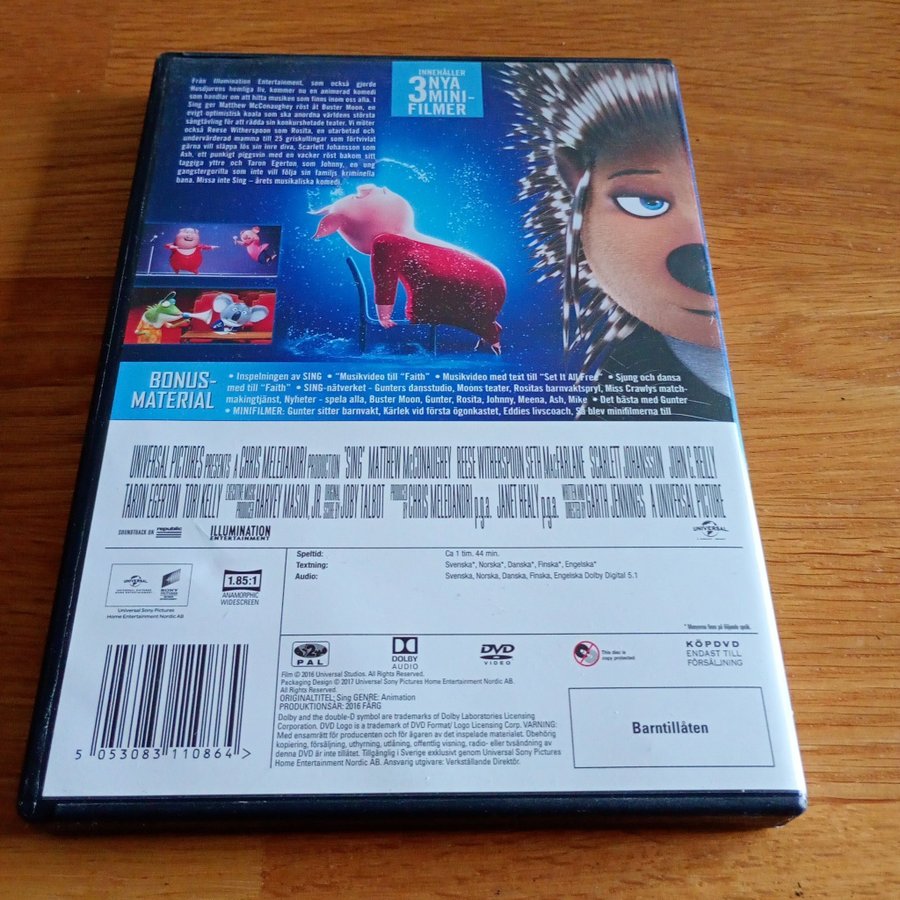 Från Illumination Entertainment, som också gjorde
Husdjurens hemliga liv, kommer nu en animerad komedi
som handlar om att hitta musiken som finns inom oss alla. I
Sing ger Matthew McConaughey röst åt Buster Moon, en
evigt optimistisk koala som ska anordna världens största
sångtävling för att rädda sin konkurshotade teater. Vi möter
också Reese Witherspoon som Rosita, en utarbetad och
undervärderad mamma till 25 griskultingar som förtvivlat
gärna vill släppa lös sin inre diva, Scarlett Johansson som
Ash, ett punkigt piggsvin med en vacker röst bakom sitt
taggiga yttre och Taron Egerton som Johnny, en ung
gangstergorilla som inte vill följa sin familjs kriminella
bana. Missa inte Sing – årets musikaliska komedi.
INNEHÅLLER
3 NYA
MINI-
FILMER
BONUS-
MATERIAL
• Inspelningen av SING • "Musikvideo till "Faith" • Musikvideo med text till "Set It All Free" • Sjung och dansa
med till "Faith" • SING-nätverket - Gunters dansstudio, Moons teater, Rositas barnvaktspryl, Miss Crawlys match-
makingtjänst, Nyheter - spela alla, Buster Moon, Gunter, Rosita, Johnny, Meena, Ash, Mike • Det bästa med Gunter
• MINIFILMER: Gunter sitter barnvakt, Kärlek vid första ögonkastet, Eddies livscoach, Så blev minifilmerna till
UNIVERSAL PICTURES PRESENTS A CHRIS MELEDANDRI PRODUCTION "SING" MATTHEW McCONAUGHEY REESE WITHERSPOON SETH MacFARLANE SCARLETT JOHANSSON JOHN C. REILLY
TARON EGERTON TORI KELLY EXECUTIVE MUSIC PRODUCER HARVEY MASON, JR. ORIGINAL SCORE BY JOBY TALBOT PRODUCED BY CHRIS MELEDANDRI p.g.a. JANET HEALY p.g.a. WRITTEN AND DIRECTED BY GARTH JENNINGS A UNIVERSAL PICTURE
SOUNDTRACK ON republic
ILLUMINATION
ENTERTAINMENT
UNIVERSAL
Speltid: Ca 1 tim. 44 min.
Textning: Svenska*, Norska*, Danska*, Finska*, Engelska*
Audio: Svenska, Norska, Danska, Finska, Engelska Dolby Digital 5.1
* Menyerna finns på följande språk.
UNIVERSAL
SONY
PICTURES
Universal Sony Pictures
Home Entertainment Nordic AB
1.85:1
ANAMORPHIC
WIDESCREEN
2
PAL
DOLBY
AUDIO
DVD
VIDEO
This disc is
copy protected.
KÖPDVD
ENDAST TILL
FÖRSÄLJNING
Film © 2016 Universal Studios. All Rights Reserved.
Packaging Design © 2017 Universal Sony Pictures Home Entertainment Nordic AB.
All Rights Reserved.
ORIGINALTITEL: Sing GENRE: Animation
PRODUKTIONSÅR: 2016 FÄRG
Dolby and the double-D symbol are trademarks of Dolby Laboratories Licensing
Corporation. DVD Logo is a trademark of DVD Format/ Logo Licensing Corp. VARNING:
Med ensamrätt för producenten och för ägaren av det inspelade materialet. Obehörig
kopiering, försäljning, uthyrning, utlåning, offentlig visning, radio- eller tvsändning av
denna DVD är inte tillåtet. Tillgänglig i Sverige exklusivt genom Universal Sony Pictures
Home Entertainment Nordic AB. Ansvarig utgivare: Verkställande Direktör.
Barntillåten
5 053083 110864 >